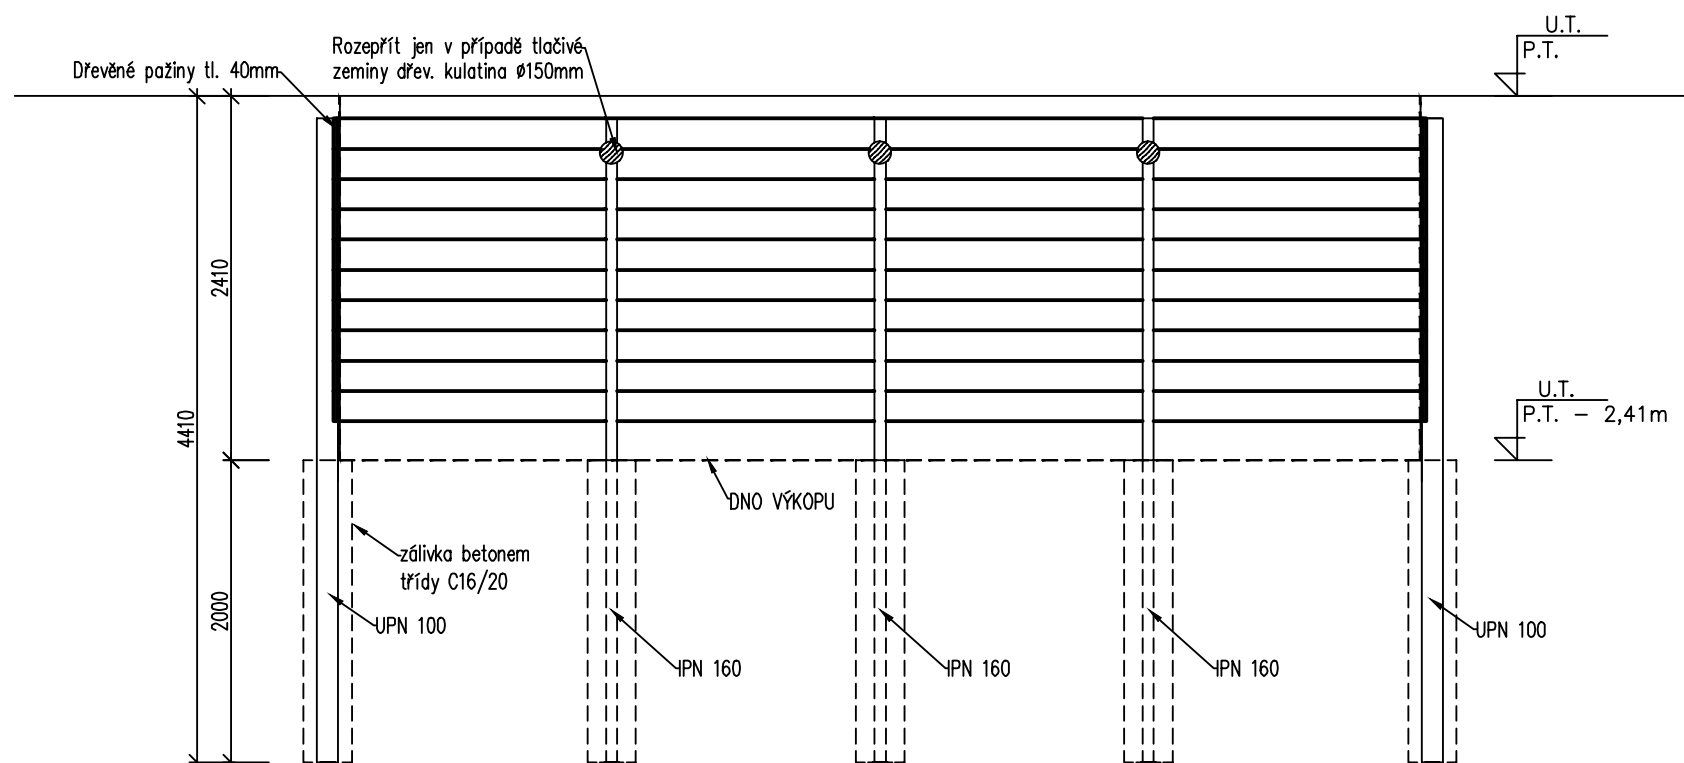 U.T.
P.T.
Rozepřít jen v případě tlačivé
zeminy dřev. kulatina ø150mm
Dřevěné pažiny tl. 40mm
2410
4410
2000
U.T.
P.T. - 2,41m
DNO VÝKOPU
zálivka betonem
třídy C16/20
UPN 100
IPN 160
IPN 160
IPN 160
UPN 100